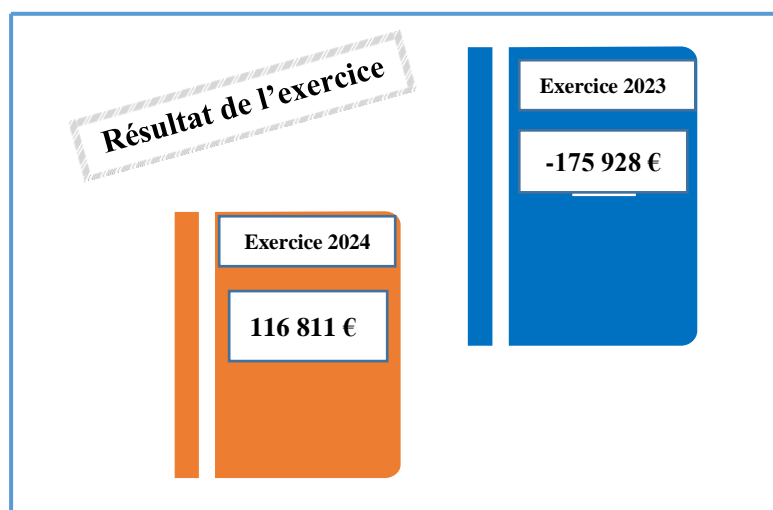 Résultat de l’exercice
Exercice 2023
-175 928 €
Exercice 2024
116 811 €